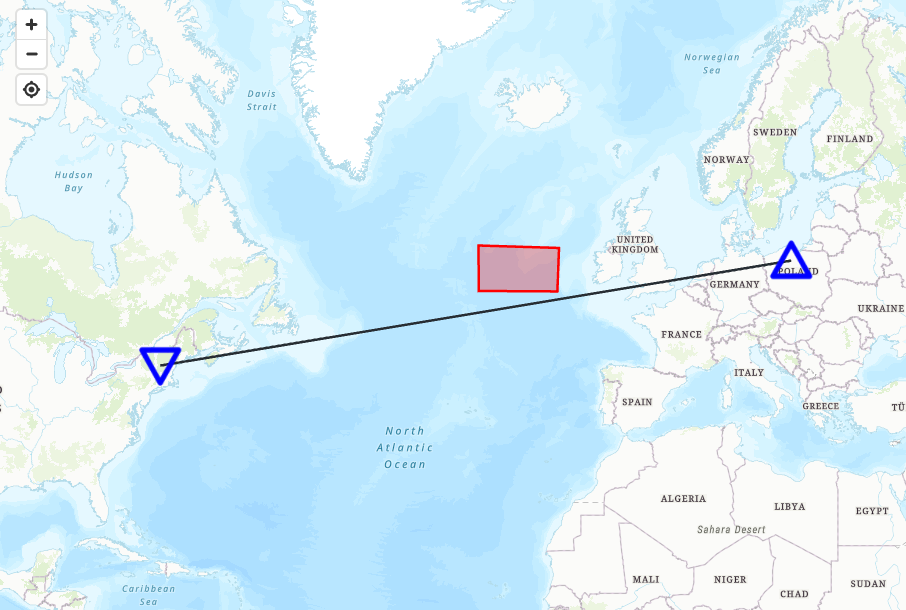 +
−
Norwegian
Sea
Davis
Strait
SWEDEN
FINLAND
NORWAY
Hudson
Bay
UNITED
KINGDOM
POLAND
GERMANY
UKRAINE
FRANCE
ITALY
SPAIN
GREECE
TÜ
North
Atlantic
Ocean
ALGERIA
LIBYA
EGYPT
Sahara Desert
MALI
NIGER
SUDAN
CHAD
Caribbean
Sea